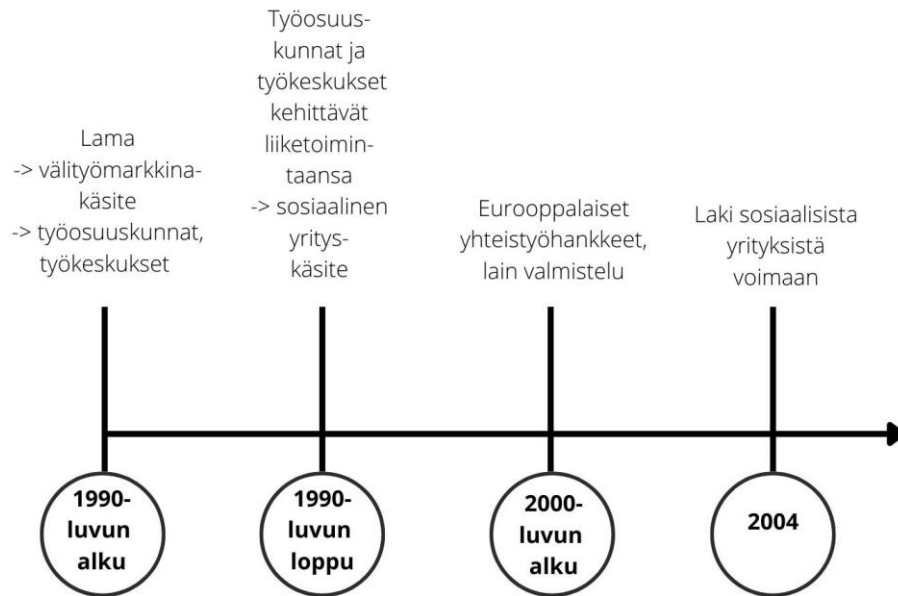 Lama
-> välityömarkkina-
käsite
-> työosuuskunnat,
työkeskukset
Työosuus-
kunnat ja
työkeskukset
kehittävät
liiketoimin-
taansa
-> sosiaalinen
yritys-
käsite
Eurooppalaiset
yhteistyöhankkeet,
lain valmistelu
Laki sosiaalisista
yrityksistä
voimaan
1990-
luvun
alku
1990-
luvun
loppu
2000-
luvun
alku
2004